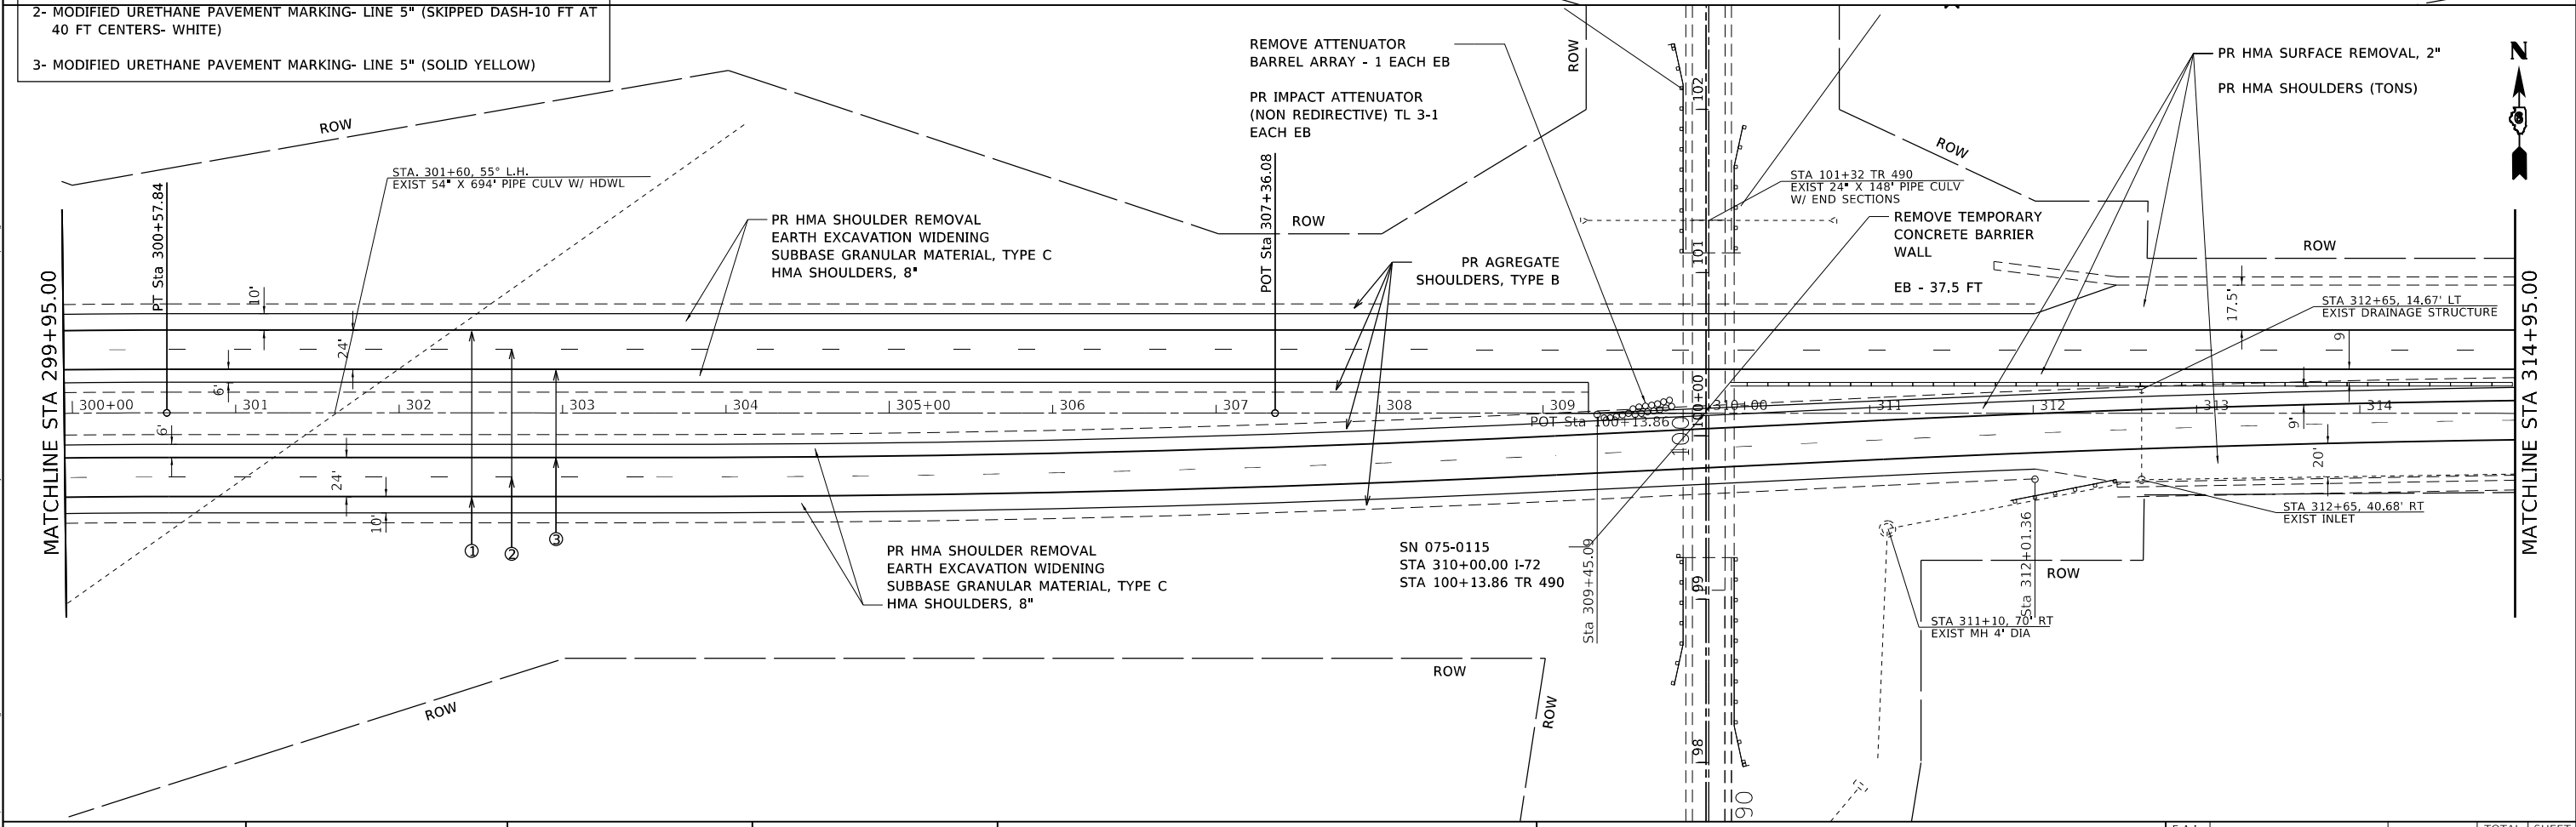 2- MODIFIED URETHANE PAVEMENT MARKING- LINE 5" (SKIPPED DASH-10 FT AT
40 FT CENTERS- WHITE)
3- MODIFIED URETHANE PAVEMENT MARKING- LINE 5" (SOLID YELLOW)
REMOVE ATTENUATOR
BARREL ARRAY - 1 EACH EB
PR IMPACT ATTENUATOR
(NON REDIRECTIVE) TL 3-1
EACH EB
ROW
102
PR HMA SURFACE REMOVAL, 2"
PR HMA SHOULDERS (TONS)
N
ROW
ROW
STA. 301+60, 55° L.H.
EXIST 54" X 694' PIPE CULV W/ HDWL
PT Sta 300+57.84
POT Sta 307+36.08
STA 101+32 TR 490
EXIST 24" X 148' PIPE CULV
W/ END SECTIONS
PR HMA SHOULDER REMOVAL
EARTH EXCAVATION WIDENING
SUBBASE GRANULAR MATERIAL, TYPE C
HMA SHOULDERS, 8"
ROW
REMOVE TEMPORARY
CONCRETE BARRIER
WALL
EB - 37.5 FT
101
ROW
PR AGREGATE
SHOULDERS, TYPE B
MATCHLINE STA 299+95.00
MATCHLINE STA 314+95.00
10'
17.5'
STA 312+65, 14.67' LT
EXIST DRAINAGE STRUCTURE
24'
9
6'
300+00
301
302
303
304
305+00
306
307
308
309
100+00
310+00
311
312
313
314
POT Sta 100+13.86
6'
9'
20'
24'
10'
1
2
3
STA 312+65, 40.68' RT
EXIST INLET
PR HMA SHOULDER REMOVAL
EARTH EXCAVATION WIDENING
SUBBASE GRANULAR MATERIAL, TYPE C
HMA SHOULDERS, 8"
SN 075-0115
STA 310+00.00 I-72
STA 100+13.86 TR 490
Sta 309+45.09
99
Sta 312+01.36
ROW
STA 311+10, 70' RT
EXIST MH 4' DIA
ROW
ROW
ROW
98
90
TOTAL
SHEET